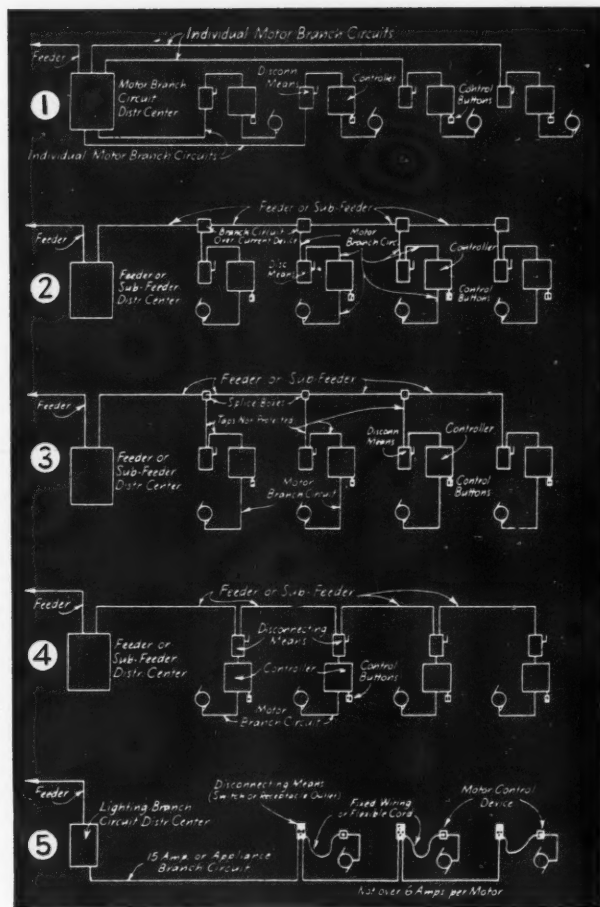 Individual Motor Branch Circuits
Feeder
1
Motor Branch
Circuit
Distr Center
Disconn
Means
Controller
Control
Buttons
Individual Motor Branch Circuits
Feeder or Sub-Feeder
Feeder
2
Feeder or
Sub-Feeder
Distr Center
Branch Circuit
Over Current Device
Motor
Branch Circ.
Disc
Means
Controller
Control
Buttons
Feeder or Sub-Feeder
Feeder
Splice Boxes
Taps Not Protected
3
Feeder or
Sub-Feeder
Distr Center
Disconn
Means
Controller
Motor
Branch Circuit
Control
Buttons
Feeder or Sub-Feeder
Feeder
4
Feeder or
Sub-Feeder
Distr Center
Disconnecting
Means
Controller
Control
Buttons
Motor
Branch Circuit
Feeder
5
Lighting Branch
Circuit Distr Center
Disconnecting Means
(Switch or Receptacle Outlet)
Fixed Wiring
or Flexible Cord
Motor Control
Device
15 Amp. or Appliance
Branch Circuit
Not over 6 Amps per Motor